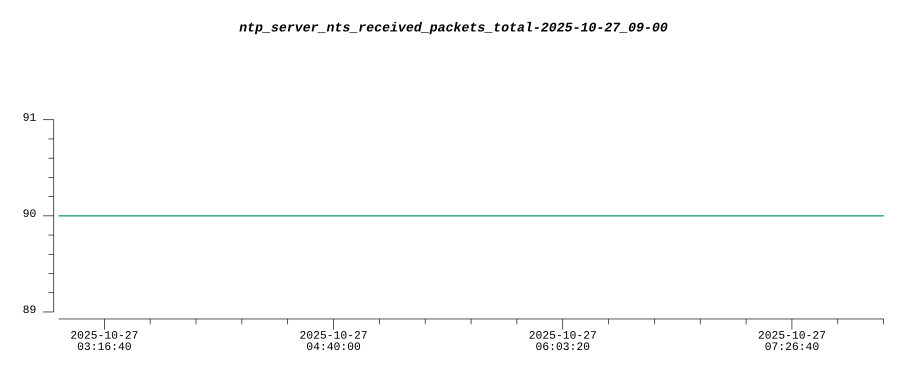 ntp_server_nts_received_packets_total-2025-10-27_09-00
91
90
89
2025-10-27 2025-10-27 2025-10-27 2025-10-27
03:16:40 04:40:00 06:03:20 07:26:40